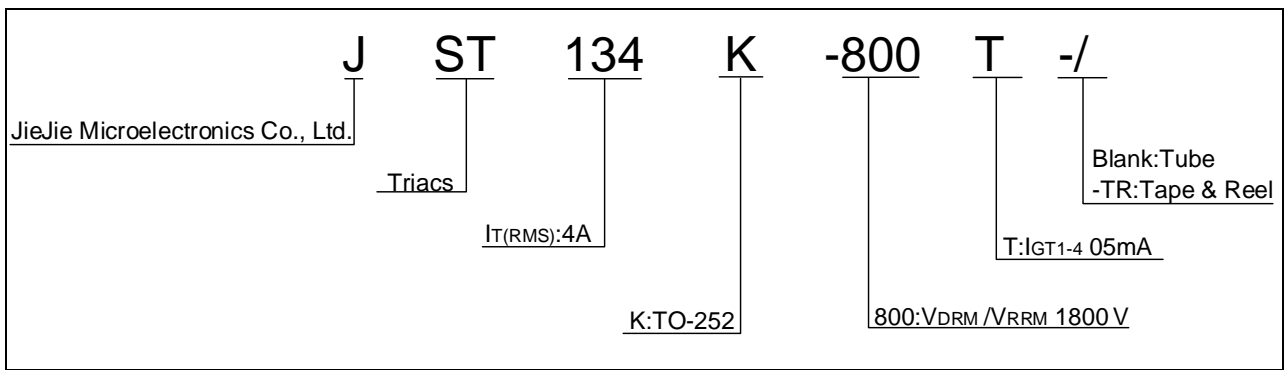 J ST 134 K -800 T -/
JieJie Microelectronics Co., Ltd.
Blank:Tube
Triacs
-TR:Tape & Reel
IT(RMS):4A
T:IGT1-4 05mA
K:TO-252
800:VDRM /VRRM 1800 V